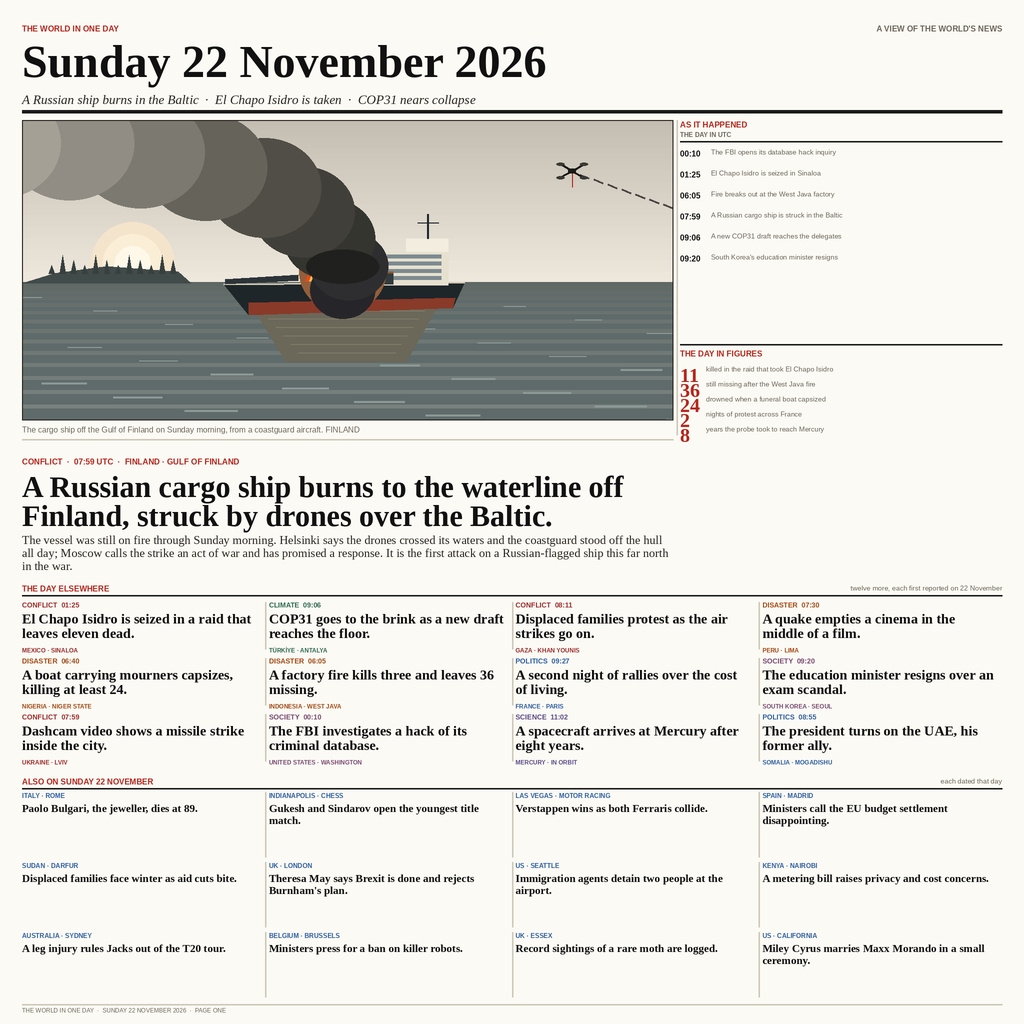 THE WORLD IN ONE DAY
A VIEW OF THE WORLD'S NEWS
Sunday 22 November 2026
A Russian ship burns in the Baltic · El Chapo Isidro is taken · COP31 nears collapse
AS IT HAPPENED
THE DAY IN UTC
00:10 The FBI opens its database hack inquiry
01:25 El Chapo Isidro is seized in Sinaloa
06:05 Fire breaks out at the West Java factory
07:59 A Russian cargo ship is struck in the Baltic
09:06 A new COP31 draft reaches the delegates
09:20 South Korea's education minister resigns
THE DAY IN FIGURES
11 killed in the raid that took El Chapo Isidro
36 still missing after the West Java fire
24 drowned when a funeral boat capsized
2 nights of protest across France
8 years the probe took to reach Mercury
The cargo ship off the Gulf of Finland on Sunday morning, from a coastguard aircraft. FINLAND
CONFLICT · 07:59 UTC · FINLAND · GULF OF FINLAND
A Russian cargo ship burns to the waterline off
Finland, struck by drones over the Baltic.
The vessel was still on fire through Sunday morning. Helsinki says the drones crossed its waters and the coastguard stood off the hull
all day; Moscow calls the strike an act of war and has promised a response. It is the first attack on a Russian-flagged ship this far north
in the war.
THE DAY ELSEWHERE
twelve more, each first reported on 22 November
CONFLICT 01:25
El Chapo Isidro is seized in a raid that
leaves eleven dead.
MEXICO · SINALOA
CLIMATE 09:06
COP31 goes to the brink as a new draft
reaches the floor.
TÜRKİYE · ANTALYA
CONFLICT 08:11
Displaced families protest as the air
strikes go on.
GAZA · KHAN YOUNIS
DISASTER 07:30
A quake empties a cinema in the
middle of a film.
PERU · LIMA
DISASTER 06:40
A boat carrying mourners capsizes,
killing at least 24.
NIGERIA · NIGER STATE
DISASTER 06:05
A factory fire kills three and leaves 36
missing.
INDONESIA · WEST JAVA
POLITICS 09:27
A second night of rallies over the cost
of living.
FRANCE · PARIS
SOCIETY 09:20
The education minister resigns over an
exam scandal.
SOUTH KOREA · SEOUL
CONFLICT 07:59
Dashcam video shows a missile strike
inside the city.
UKRAINE · LVIV
SOCIETY 00:10
The FBI investigates a hack of its
criminal database.
UNITED STATES · WASHINGTON
SCIENCE 11:02
A spacecraft arrives at Mercury after
eight years.
MERCURY · IN ORBIT
POLITICS 08:55
The president turns on the UAE, his
former ally.
SOMALIA · MOGADISHU
ALSO ON SUNDAY 22 NOVEMBER
each dated that day
ITALY · ROME
Paolo Bulgari, the jeweller, dies at 89.
INDIANAPOLIS · CHESS
Gukesh and Sindarov open the youngest title
match.
LAS VEGAS · MOTOR RACING
Verstappen wins as both Ferraris collide.
SPAIN · MADRID
Ministers call the EU budget settlement
disappointing.
SUDAN · DARFUR
Displaced families face winter as aid cuts bite.
UK · LONDON
Theresa May says Brexit is done and rejects
Burnham's plan.
US · SEATTLE
Immigration agents detain two people at the
airport.
KENYA · NAIROBI
A metering bill raises privacy and cost concerns.
AUSTRALIA · SYDNEY
A leg injury rules Jacks out of the T20 tour.
BELGIUM · BRUSSELS
Ministers press for a ban on killer robots.
UK · ESSEX
Record sightings of a rare moth are logged.
US · CALIFORNIA
Miley Cyrus marries Maxx Morando in a small
ceremony.
THE WORLD IN ONE DAY · SUNDAY 22 NOVEMBER 2026 · PAGE ONE